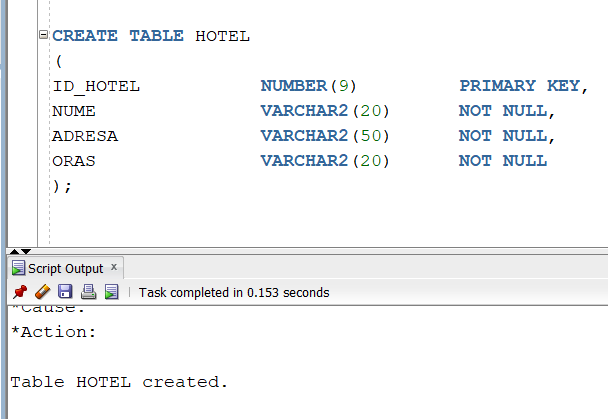 CREATE TABLE HOTEL
(
ID_HOTEL NUMBER(9) PRIMARY KEY,
NUME VARCHAR2(20) NOT NULL,
ADRESA VARCHAR2(50) NOT NULL,
ORAS VARCHAR2(20) NOT NULL
);
Script Output x
Task completed in 0.153 seconds
*Cause:
*Action:
Table HOTEL created.